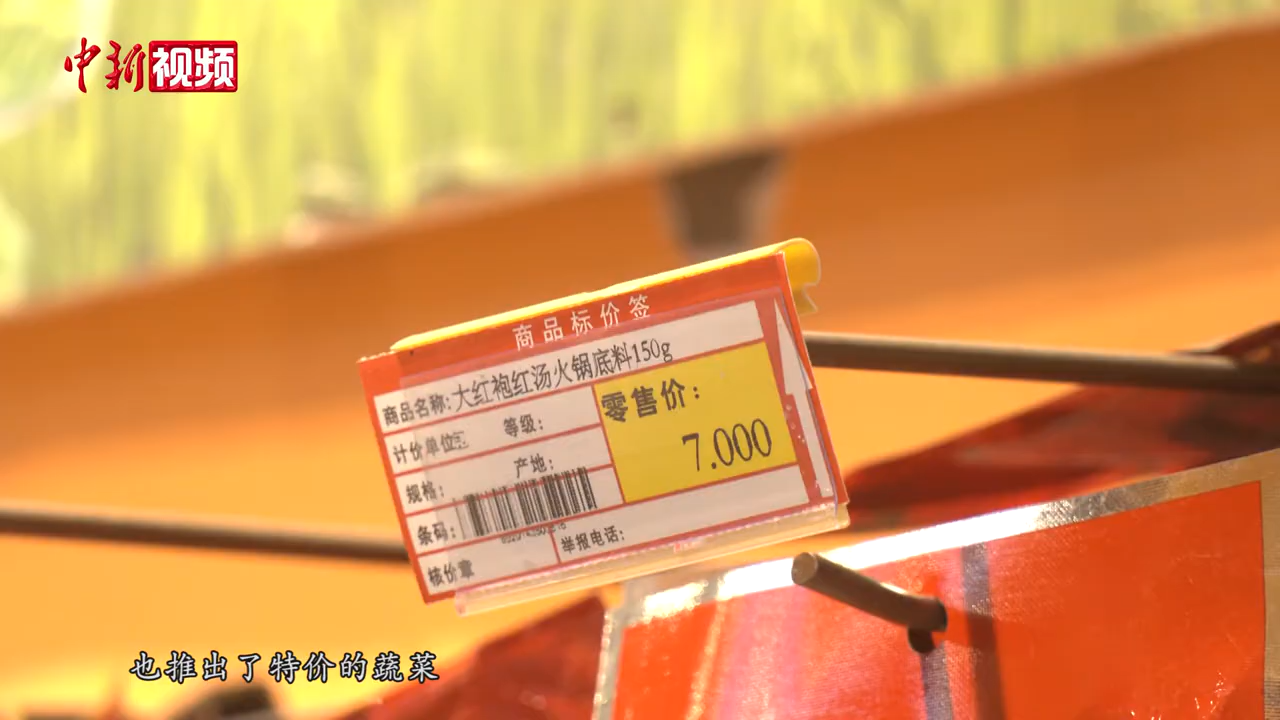 中新视频
商品标价签
商品名称:大红袍红汤火锅底料150g
计价单位: 等级:
零售价:
7.000
规格: 产地:
条码:
举报电话:
核价章
也推出了特价的蔬菜